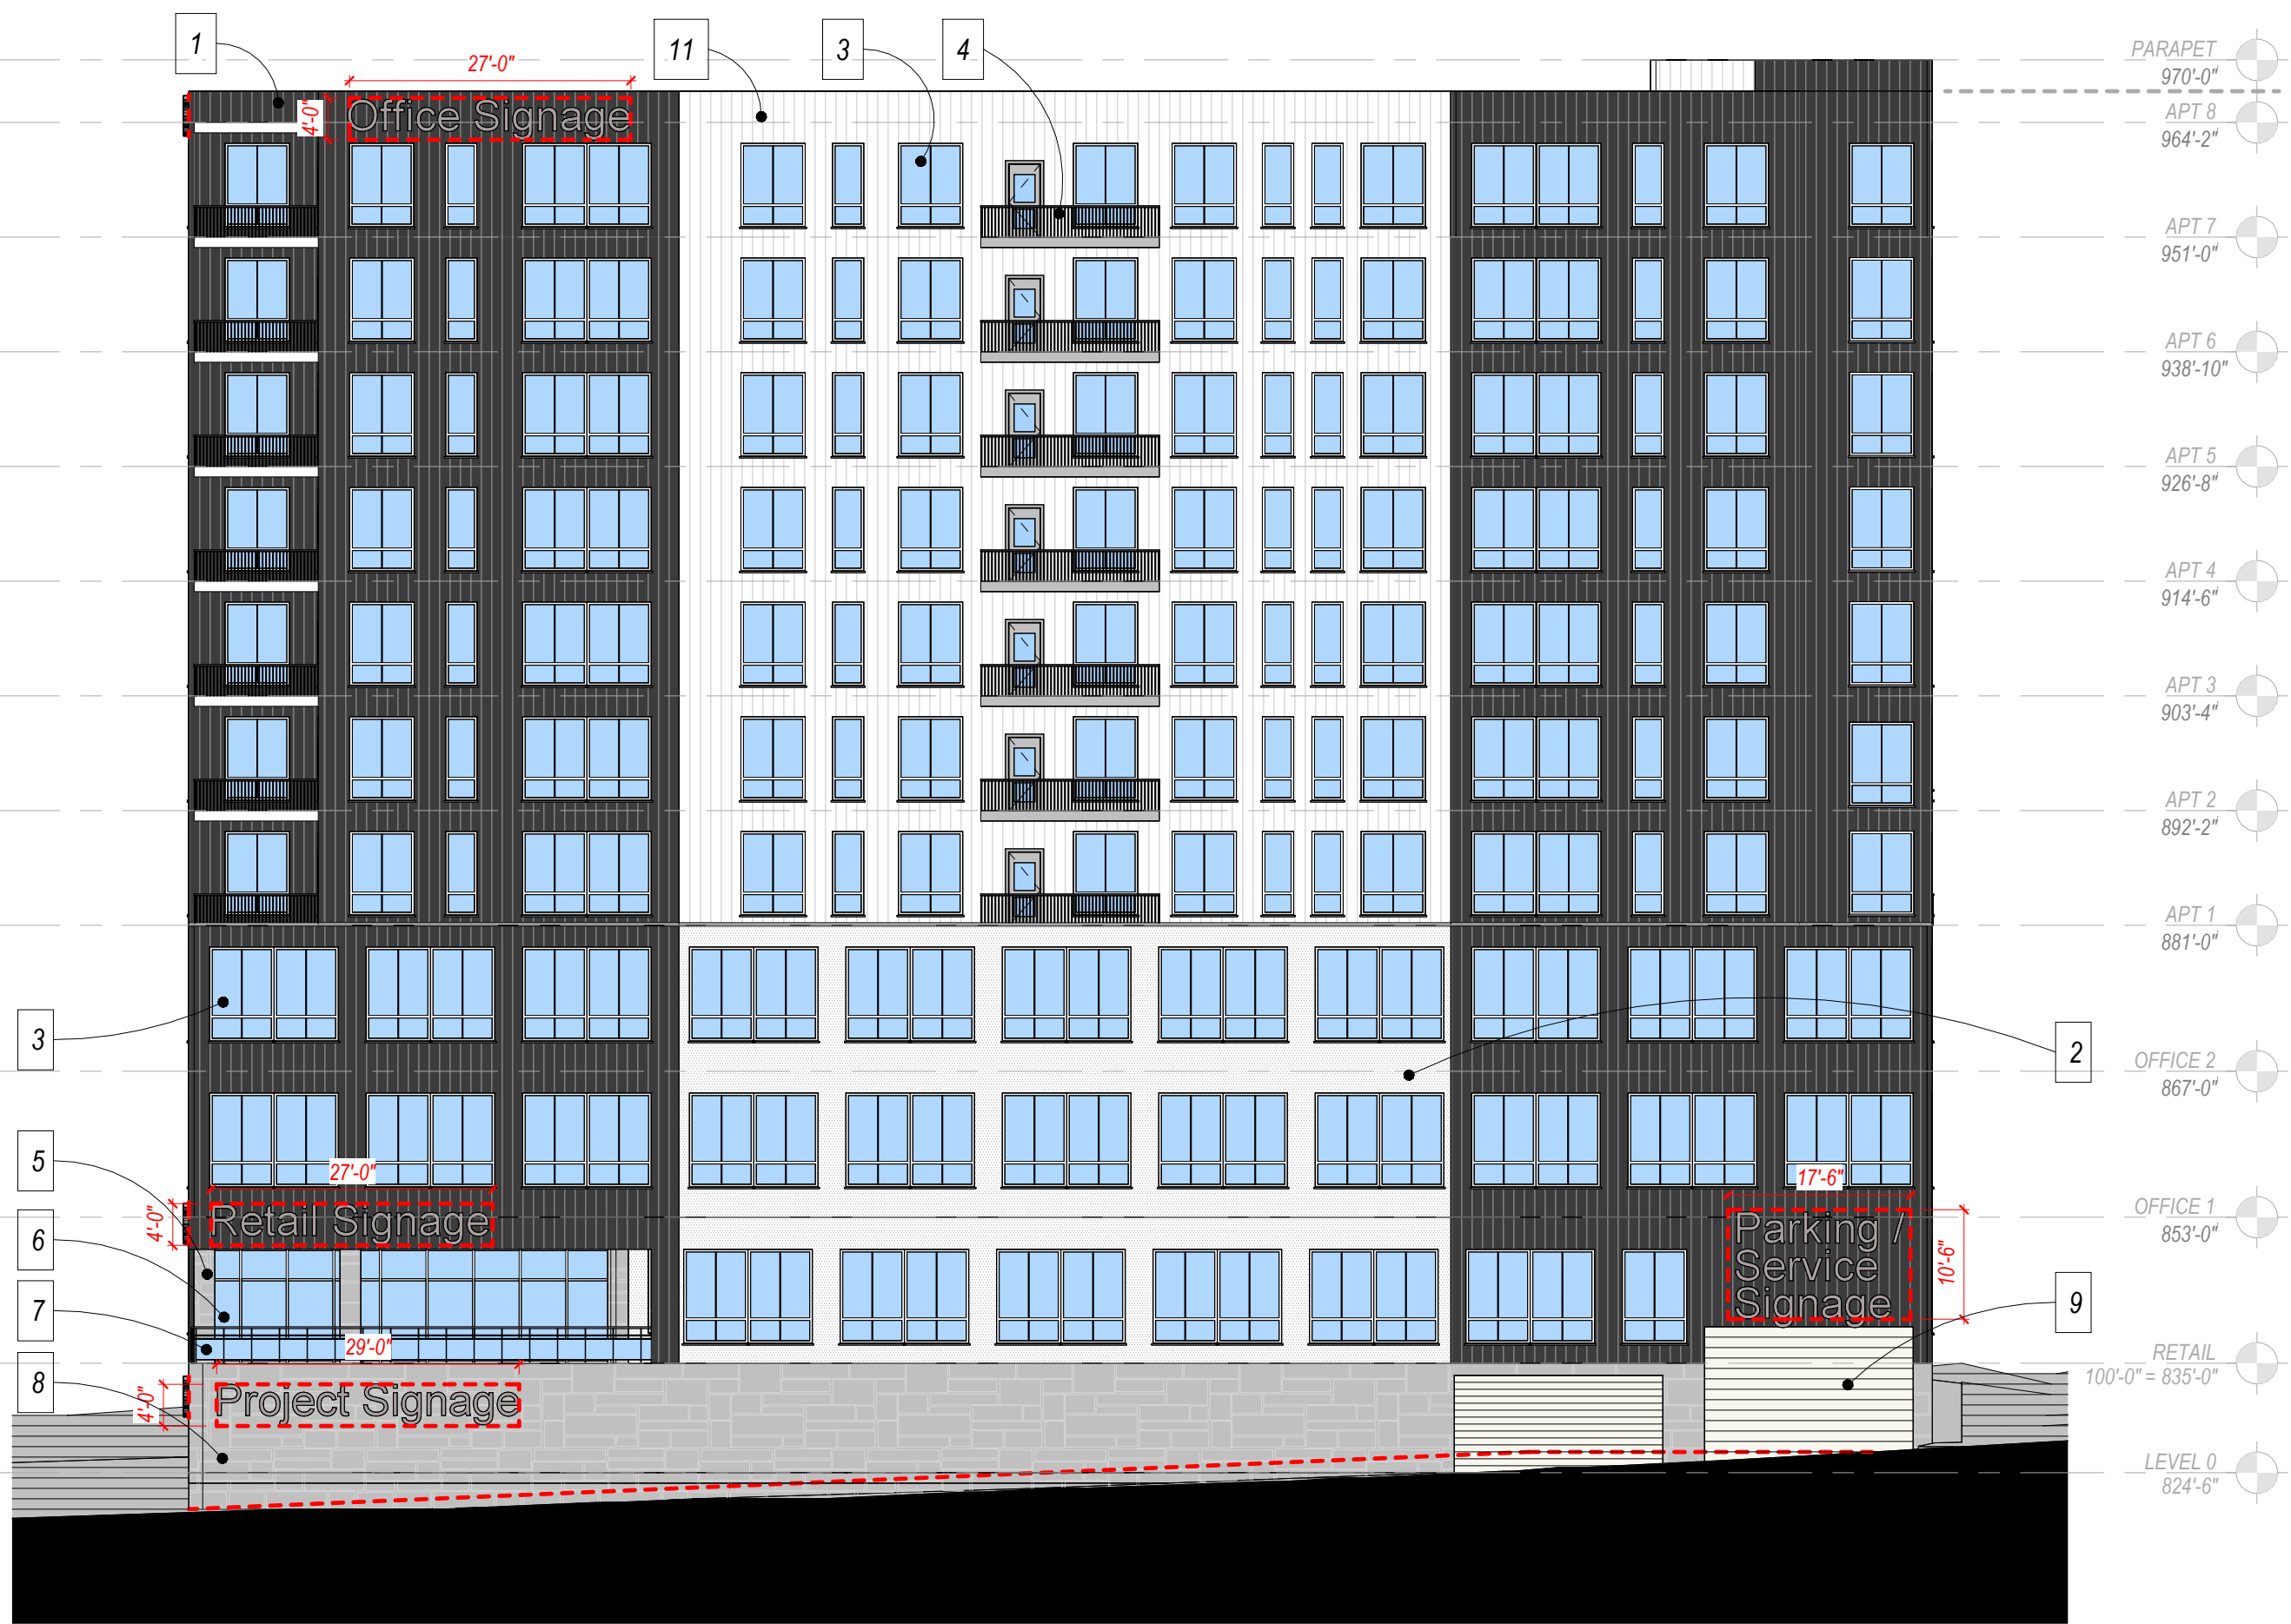 1
11
3
4
27'-0"
4'-0"
Office Signage
PARAPET
970'-0"
APT 8
964'-2"
APT 7
951'-0"
APT 6
938'-10"
APT 5
926'-8"
APT 4
914'-6"
APT 3
903'-4"
APT 2
892'-2"
APT 1
881'-0"
3
2
OFFICE 2
867'-0"
5
27'-0"
17'-6"
4'-0"
Retail Signage
Parking /
Service
Signage
10'-6"
OFFICE 1
853'-0"
6
7
9
29'-0"
RETAIL
100'-0" = 835'-0"
8
4'-0"
Project Signage
LEVEL 0
824'-6"